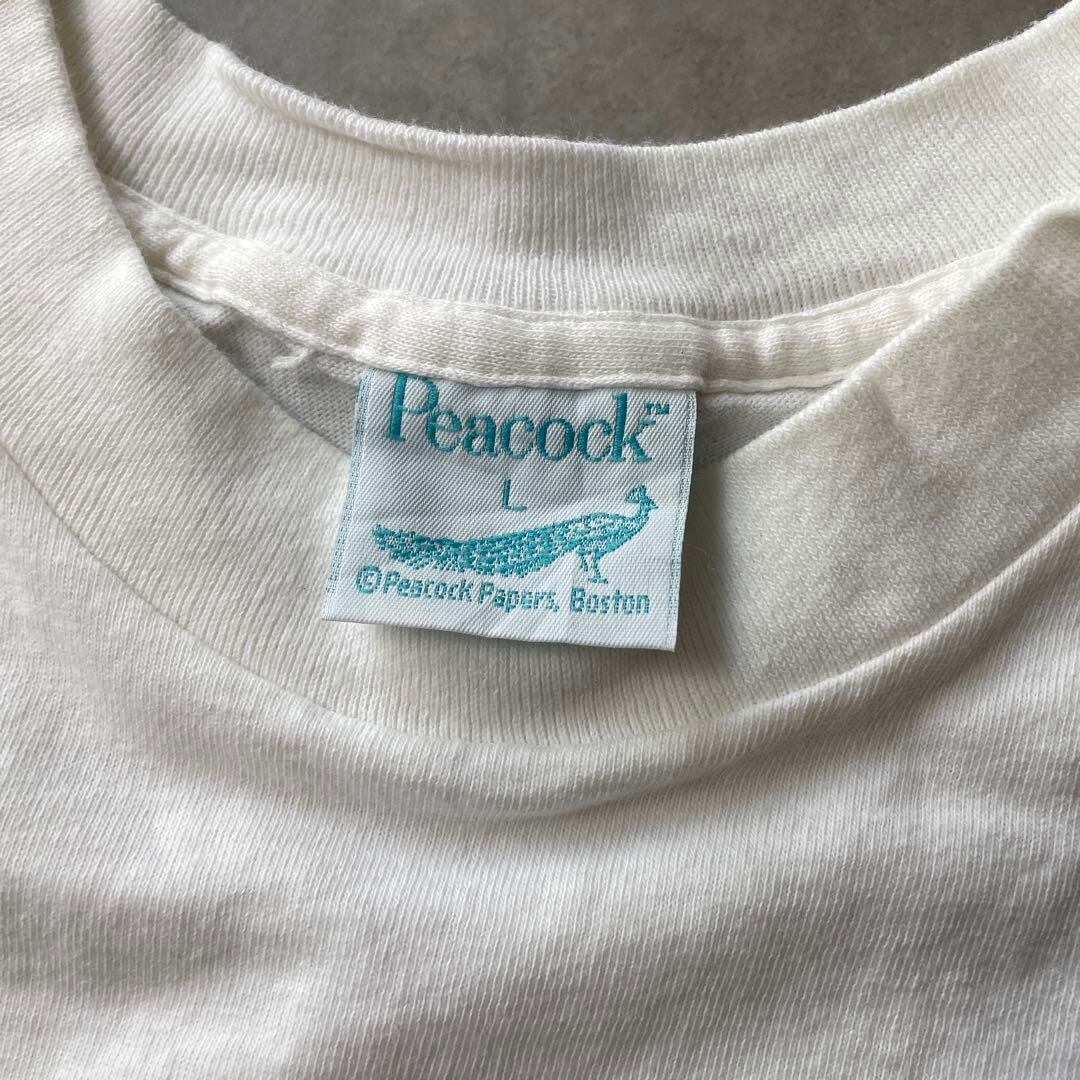 Peacock™
L
©Peacock Papers, Boston